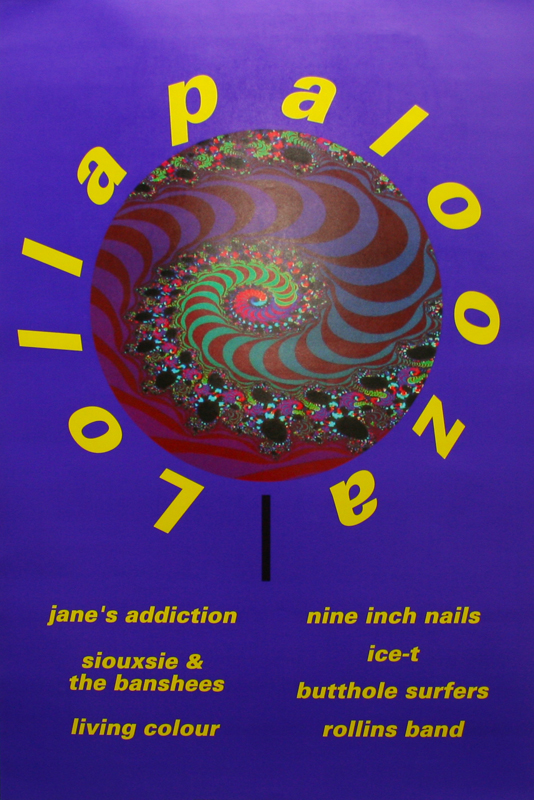 Lollapalooza
jane's addiction
siouxsie &
the banshees
living colour
nine inch nails
ice-t
butthole surfers
rollins band